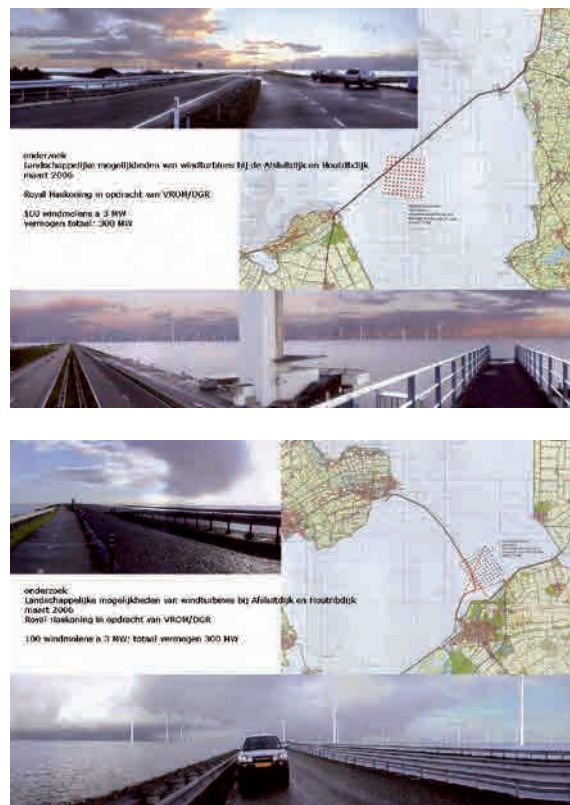 onderzoek
Landschappelijke mogelijkheden van windturbines bij de Afsluitdijk en Houtribdijk
maart 2006
Royal Haskoning in opdracht van VROM/DGR
100 windmolens a 3 MW
vermogen totaal: 300 MW
onderzoek
Landschappelijke mogelijkheden van windturbines bij Afsluitdijk en Houtribdijk
maart 2006
Royal Haskoning in opdracht van VROM/DGR
100 windmolens a 3 MW; totaal vermogen 300 MW